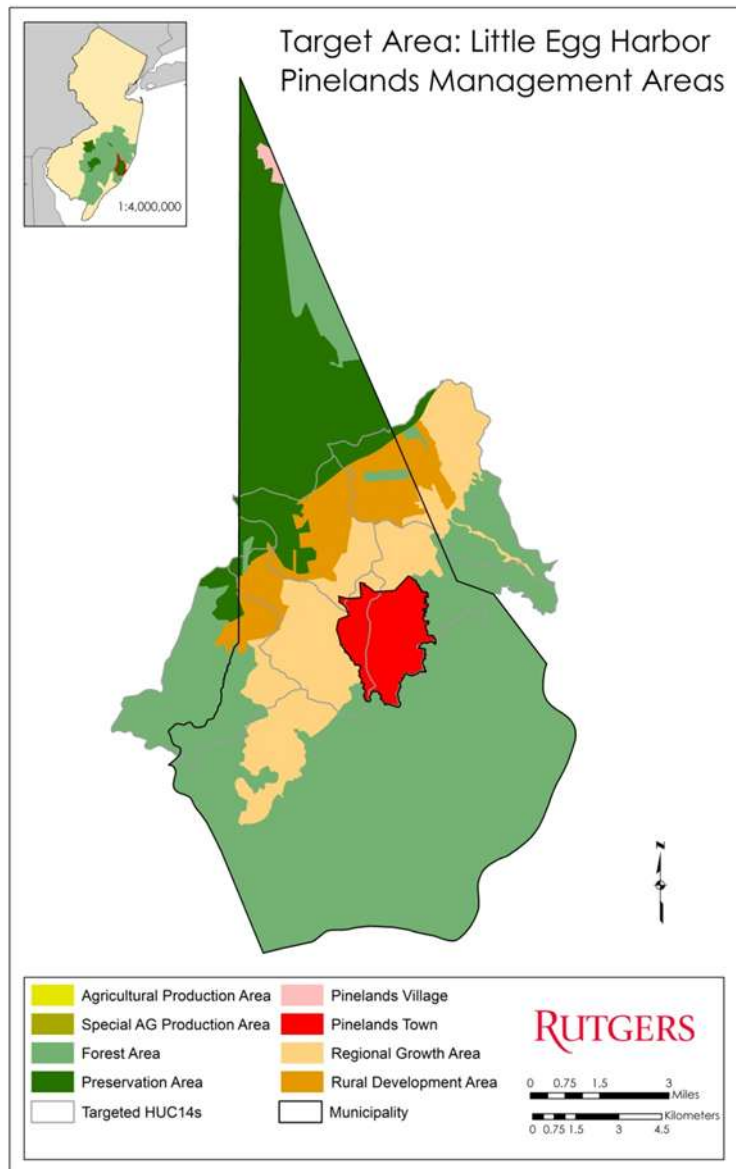 Target Area: Little Egg Harbor
Pinelands Management Areas
1:4,000,000
N
Agricultural Production Area
Special AG Production Area
Forest Area
Preservation Area
Targeted HUC14s
Pinelands Village
Pinelands Town
Regional Growth Area
Rural Development Area
Municipality
RUTGERS
0 0.75 1.5 3
Miles
Kilometers
0 0.75 1.5 3 4.5